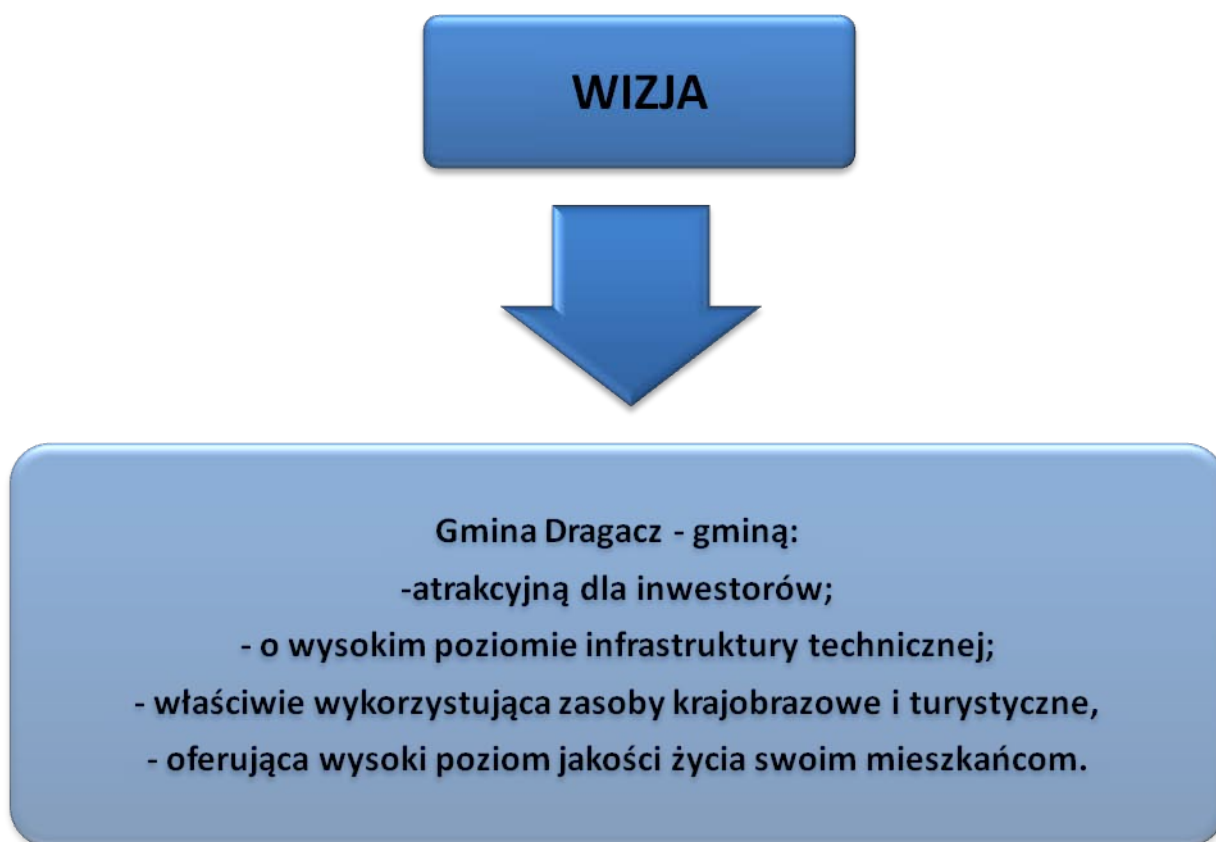 WIZJA
Gmina Dragacz - gminą:
-atrakcyjną dla inwestorów;
- o wysokim poziomie infrastruktury technicznej;
- właściwie wykorzystująca zasoby krajobrazowe i turystyczne,
- oferująca wysoki poziom jakości życia swoim mieszkańcom.